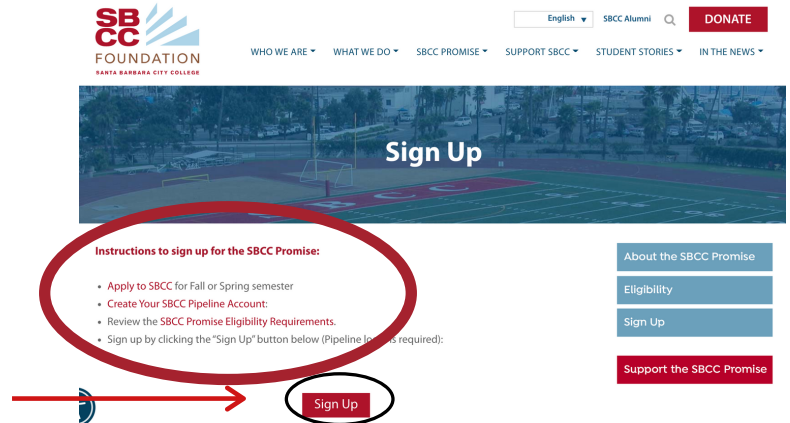 SB
CC
FOUNDATION
SANTA BARBARA CITY COLLEGE
English SBCC Alumni DONATE
WHO WE ARE WHAT WE DO SBCC PROMISE SUPPORT SBCC STUDENT STORIES IN THE NEWS
Sign Up
SBCC
Instructions to sign up for the SBCC Promise:
• Apply to SBCC for Fall or Spring semester
• Create Your SBCC Pipeline Account:
• Review the SBCC Promise Eligibility Requirements.
• Sign up by clicking the "Sign Up" button below (Pipeline login is required):
Sign Up
About the SBCC Promise
Eligibility
Sign Up
Support the SBCC Promise